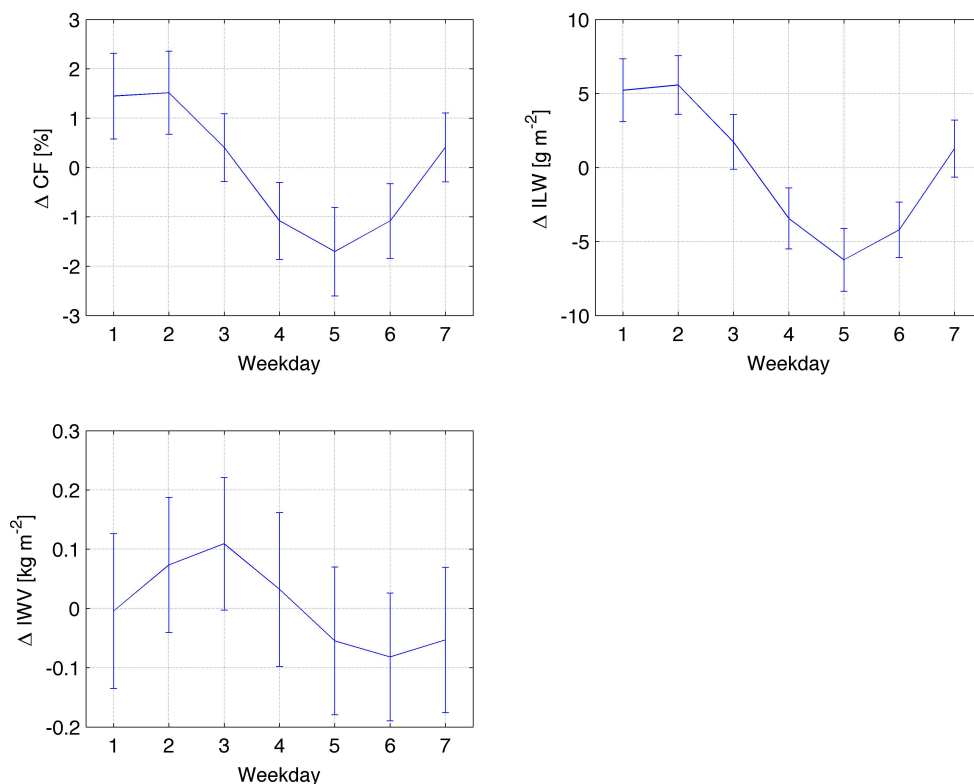 3
2
1
0
-1
-2
-3
Δ CF [%]
1 2 3 4 5 6 7
Weekday
10
5
0
-5
-10
Δ ILW [g m⁻²]
1 2 3 4 5 6 7
Weekday
0.3
0.2
0.1
0
-0.1
-0.2
Δ IWV [kg m⁻²]
1 2 3 4 5 6 7
Weekday